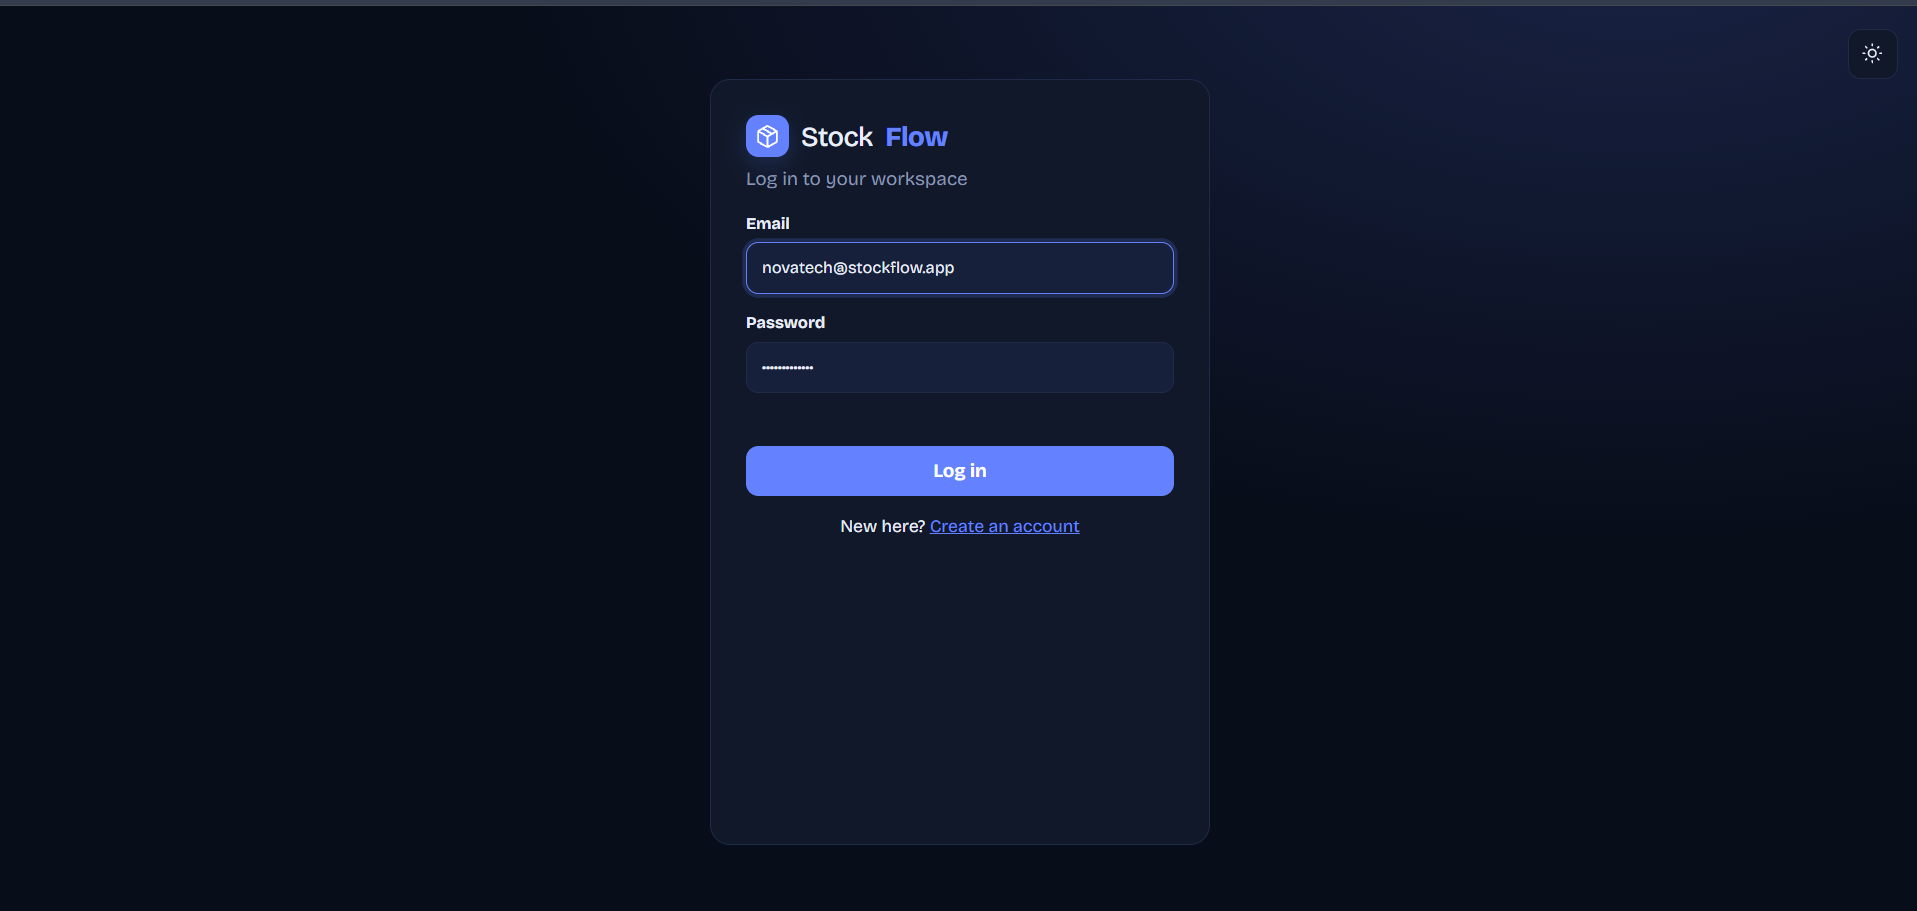 Stock Flow
Log in to your workspace
Email
novatech@stockflow.app
Password
•••••••••••••
Log in
New here? Create an account